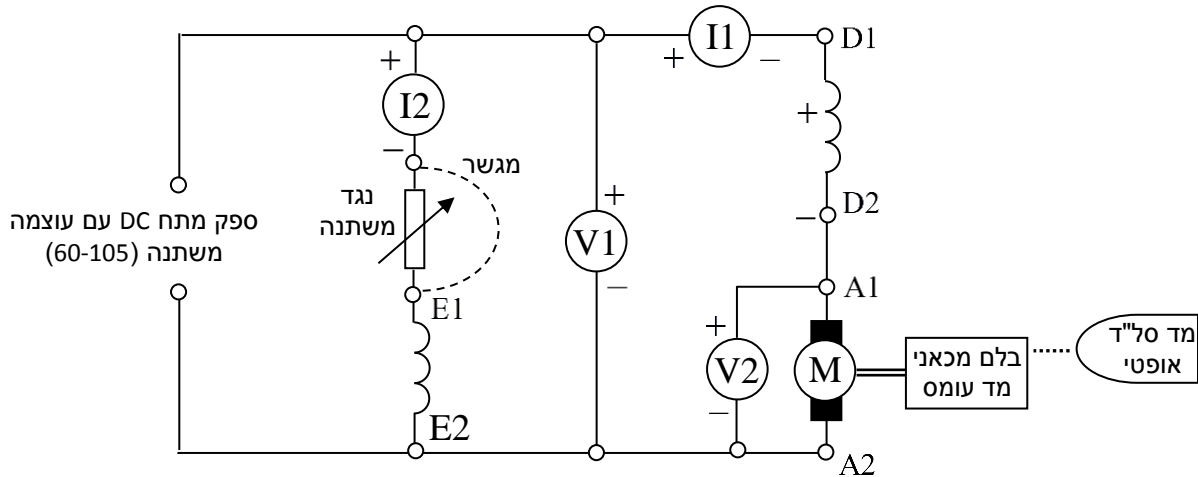 I1
D1
+
−
+
I2
−
מגשר
נגד
משתנה
+
D2
−
ספק מתח DC עם עוצמה
משתנה (60-105)
+
V1
−
A1
E1
+
V2
−
M
בלם מכאני
מד עומס
מד סל"ד
אופטי
E2
A2